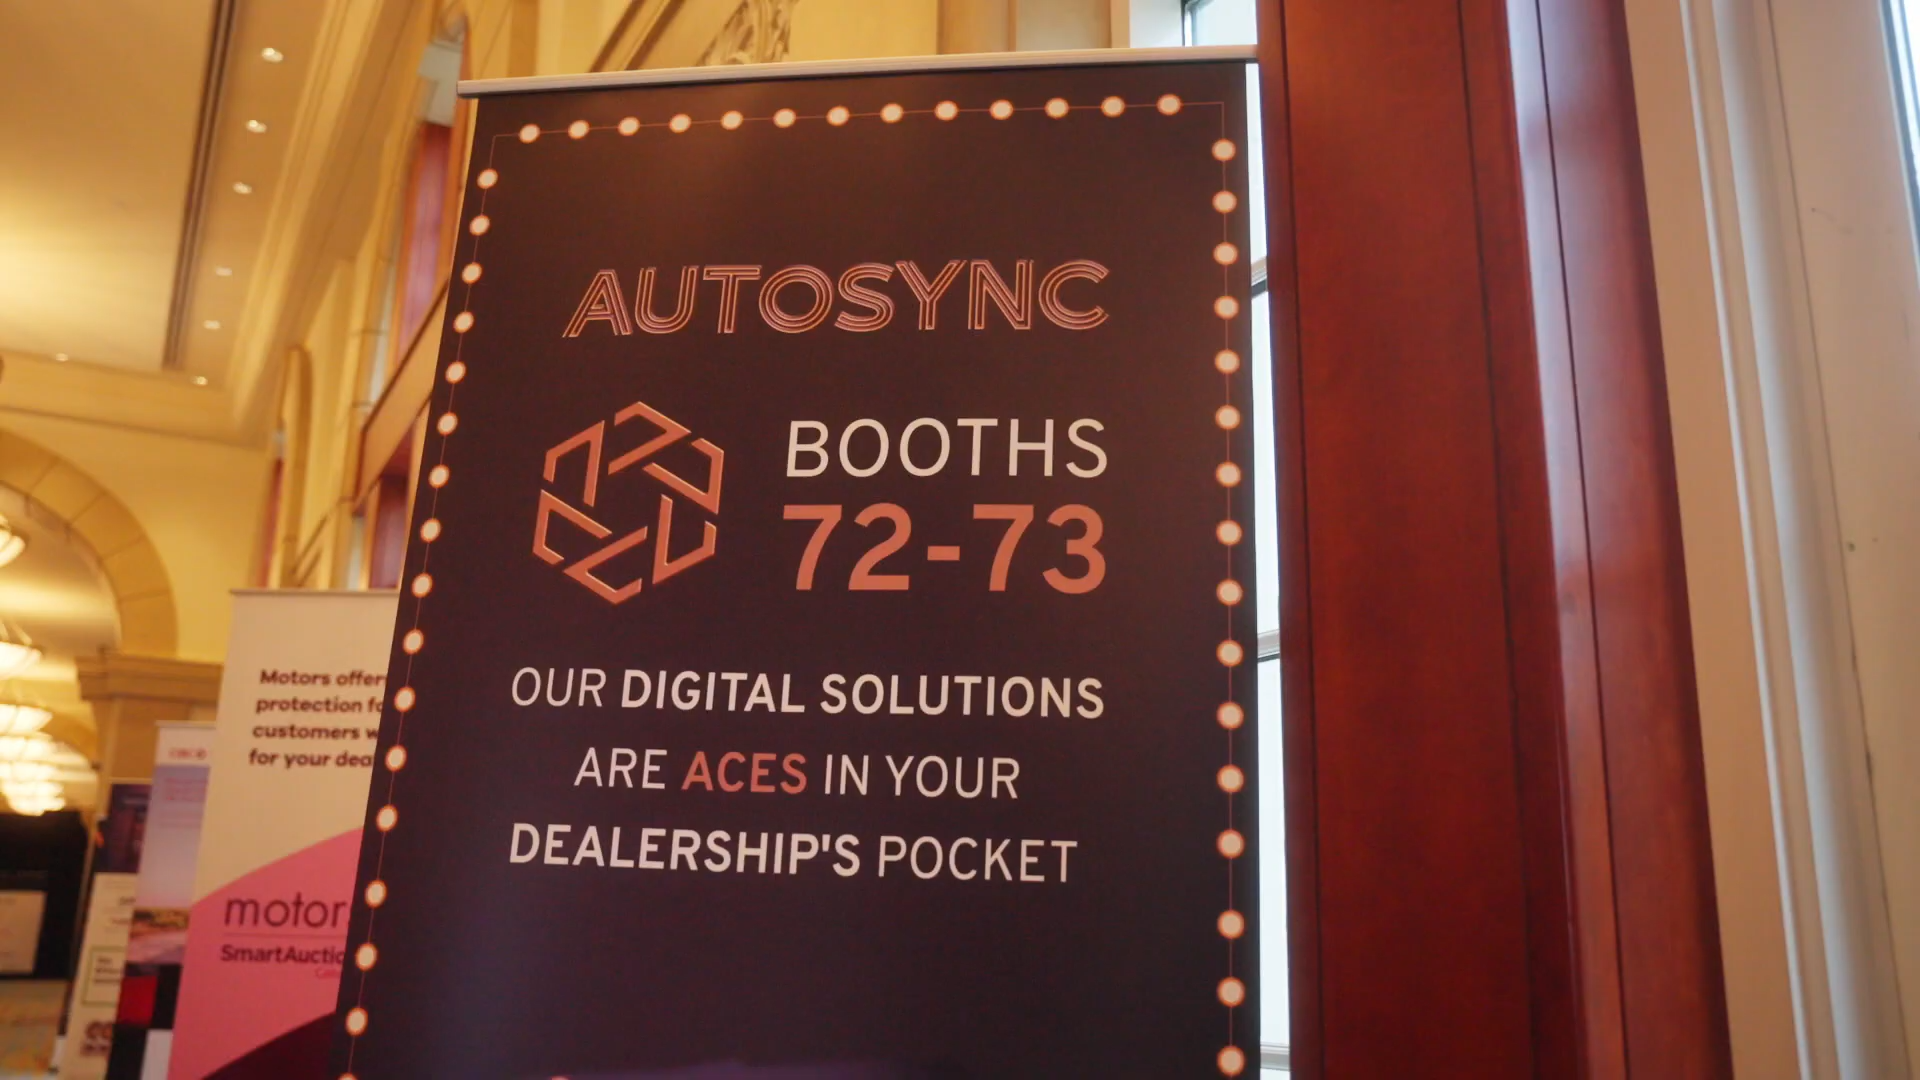 AUTOSYNC
BOOTHS
72-73
OUR DIGITAL SOLUTIONS
ARE ACES IN YOUR
DEALERSHIP'S POCKET
Motors offer
protection fo
customers w
for your dea
motor
SmartAuctio